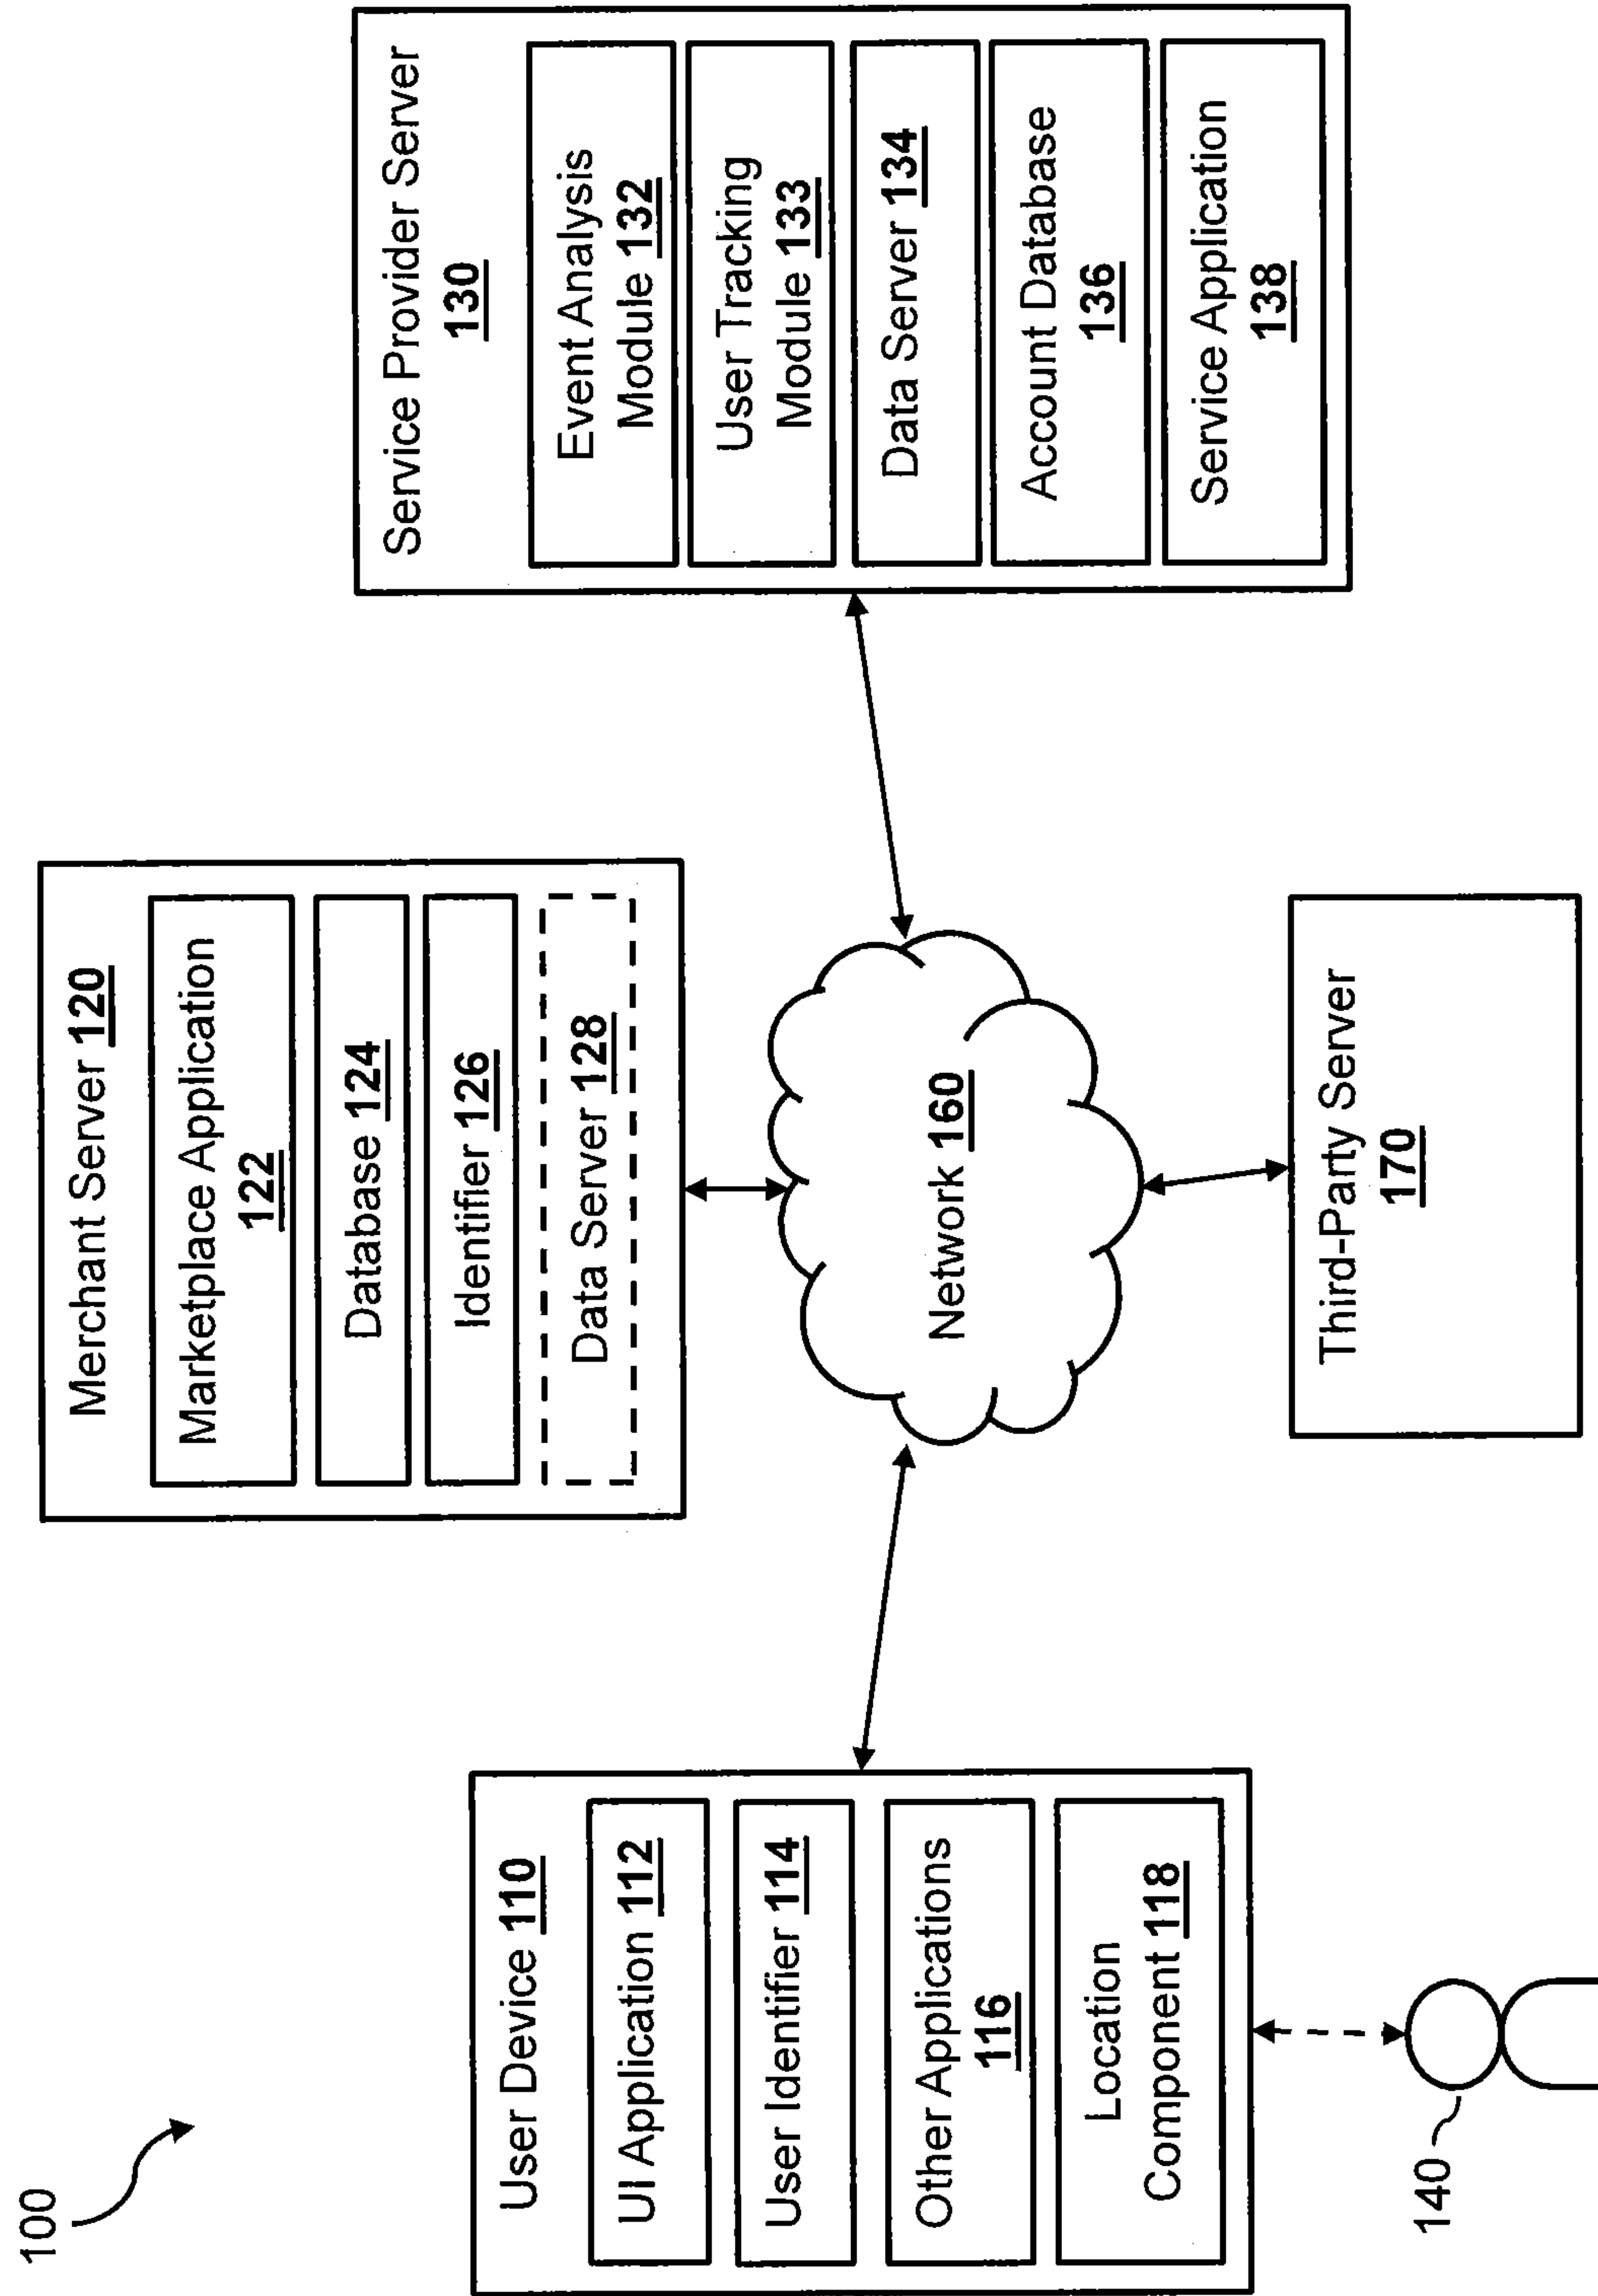 100
User Device 110
UI Application 112
User Identifier 114
Other Applications
116
Location
Component 118
140
Merchant Server 120
Marketplace Application
122
Database 124
Identifier 126
Data Server 128
Network 160
Third-Party Server
170
Service Provider Server
130
Event Analysis
Module 132
User Tracking
Module 133
Data Server 134
Account Database
136
Service Application
138